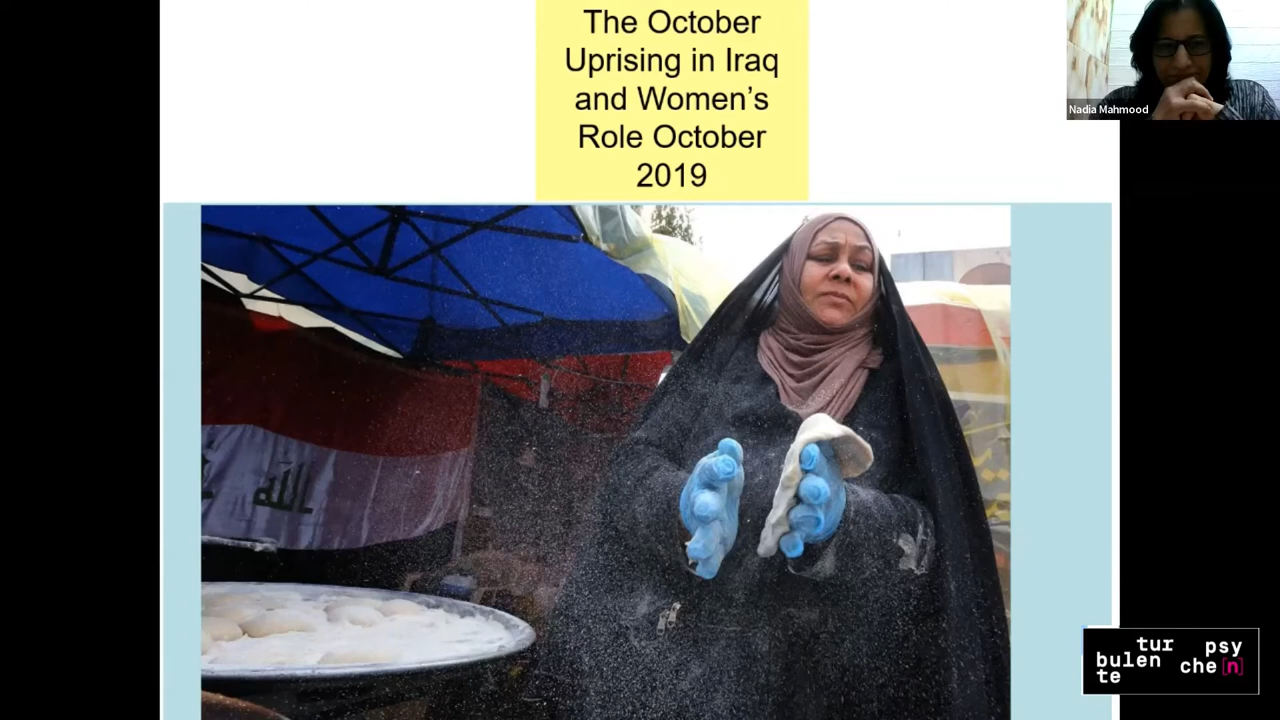 The October
Uprising in Iraq
and Women's
Role October
2019
Nadia Mahmood
الله
tur
bulen
te
psy
che[n]